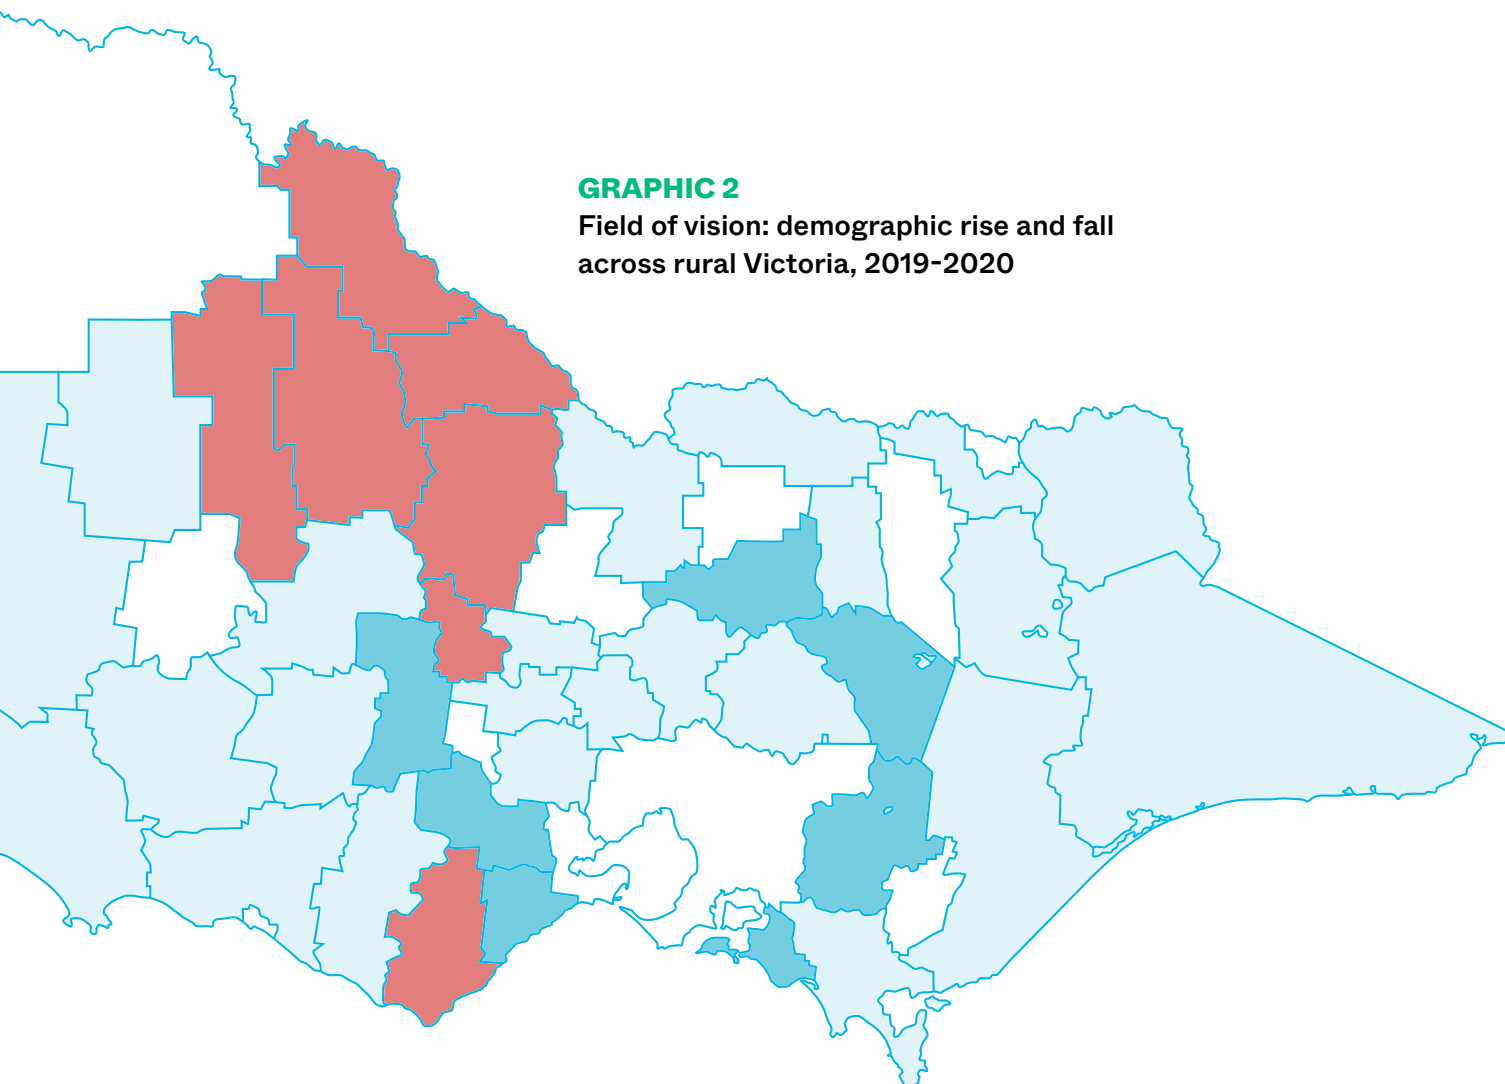 GRAPHIC 2
Field of vision: demographic rise and fall
across rural Victoria, 2019-2020